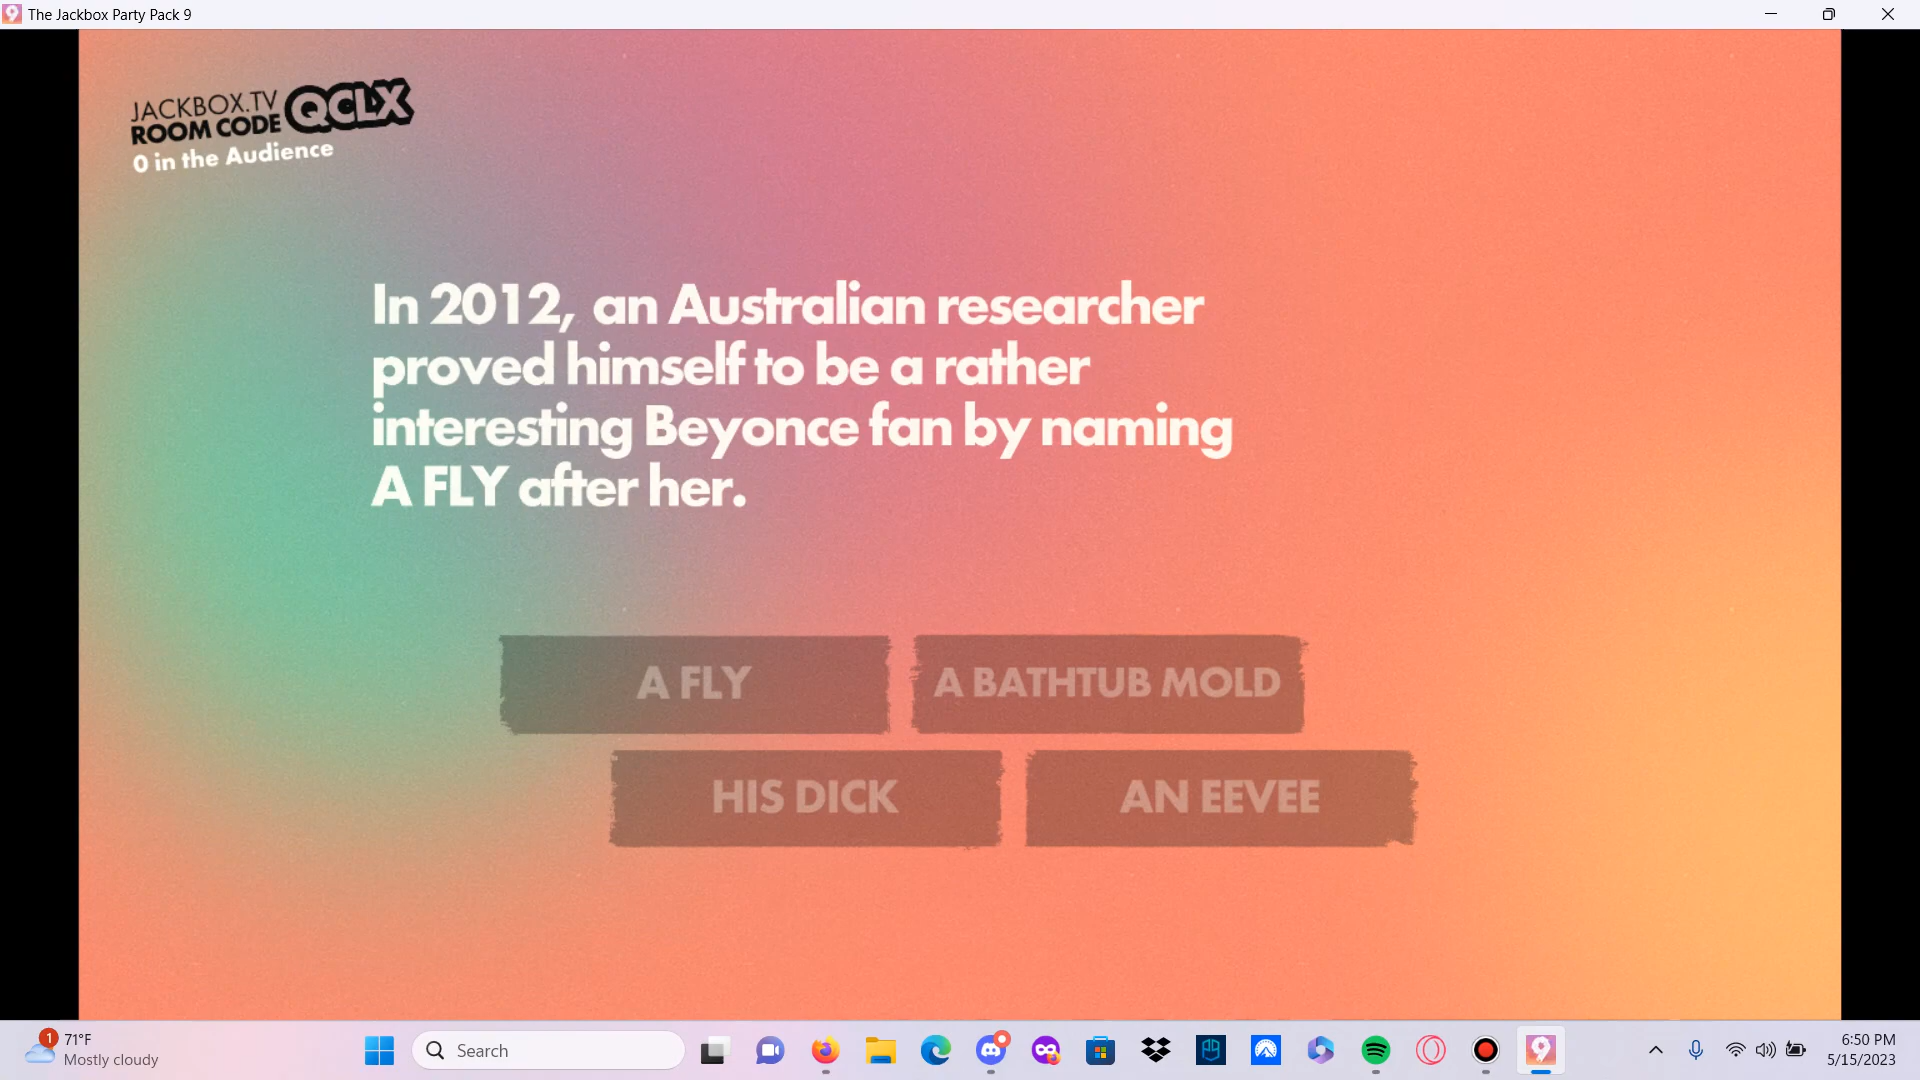 The Jackbox Party Pack 9
JACKBOX.TV
ROOM CODE QCLX
0 in the Audience
In 2012, an Australian researcher
proved himself to be a rather
interesting Beyonce fan by naming
A FLY after her.
A FLY
A BATHTUB MOLD
HIS DICK
AN EEVEE
1
71°F
Mostly cloudy
Search
6:50 PM
5/15/2023